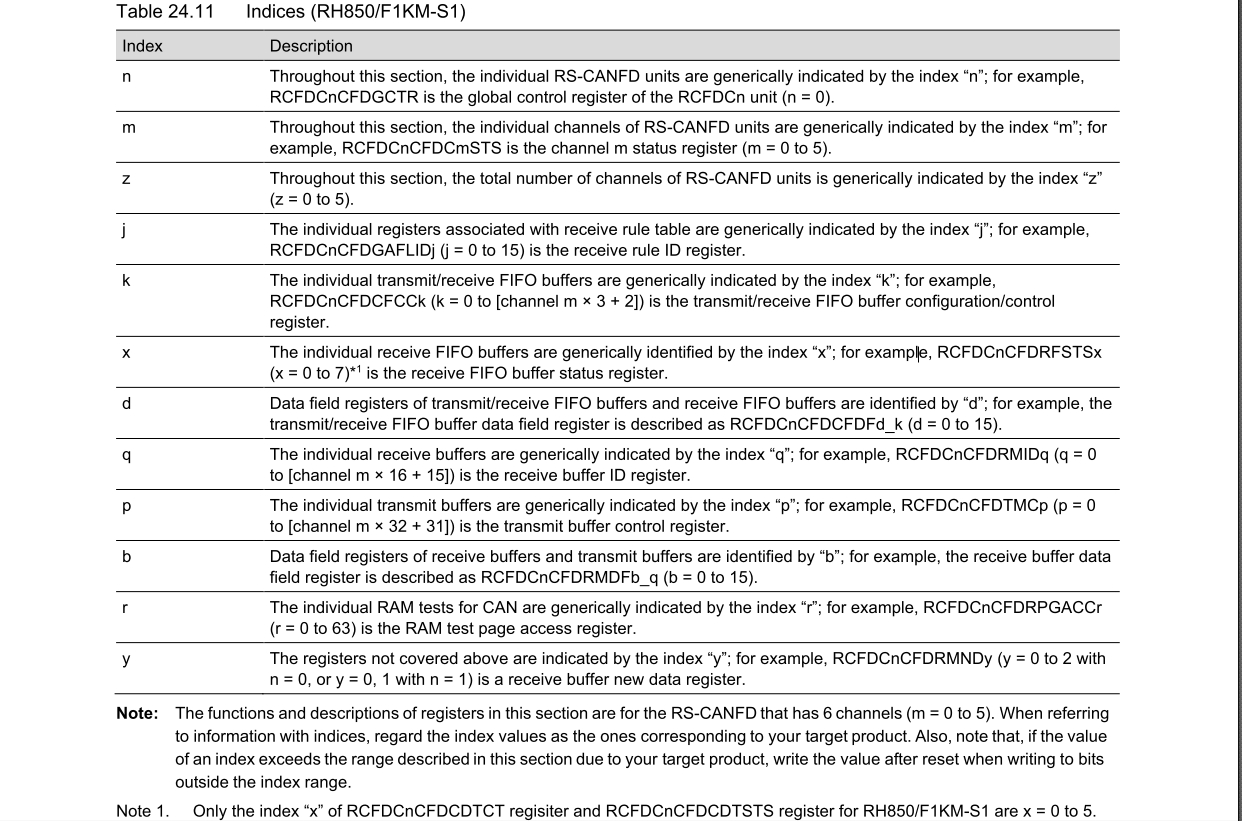 Table 24.11 Indices (RH850/F1KM-S1)
Index Description
n Throughout this section, the individual RS-CANFD units are generically indicated by the index “n”; for example,
RCFDCnCFDGCTR is the global control register of the RCFDCn unit (n = 0).
m Throughout this section, the individual channels of RS-CANFD units are generically indicated by the index “m”; for
example, RCFDCnCFDCmSTS is the channel m status register (m = 0 to 5).
z Throughout this section, the total number of channels of RS-CANFD units is generically indicated by the index “z”
(z = 0 to 5).
j The individual registers associated with receive rule table are generically indicated by the index “j”; for example,
RCFDCnCFDGAFLIDj (j = 0 to 15) is the receive rule ID register.
k The individual transmit/receive FIFO buffers are generically indicated by the index “k”; for example,
RCFDCnCFDCFCCk (k = 0 to [channel m × 3 + 2]) is the transmit/receive FIFO buffer configuration/control
register.
x The individual receive FIFO buffers are generically identified by the index “x”; for example, RCFDCnCFDRFSTSx
(x = 0 to 7)*1 is the receive FIFO buffer status register.
d Data field registers of transmit/receive FIFO buffers and receive FIFO buffers are identified by “d”; for example, the
transmit/receive FIFO buffer data field register is described as RCFDCnCFDCFDFd_k (d = 0 to 15).
q The individual receive buffers are generically indicated by the index “q”; for example, RCFDCnCFDRMIDq (q = 0
to [channel m × 16 + 15]) is the receive buffer ID register.
p The individual transmit buffers are generically indicated by the index “p”; for example, RCFDCnCFDTMCp (p = 0
to [channel m × 32 + 31]) is the transmit buffer control register.
b Data field registers of receive buffers and transmit buffers are identified by “b”; for example, the receive buffer data
field register is described as RCFDCnCFDRMDFb_q (b = 0 to 15).
r The individual RAM tests for CAN are generically indicated by the index “r”; for example, RCFDCnCFDRPGACCr
(r = 0 to 63) is the RAM test page access register.
y The registers not covered above are indicated by the index “y”; for example, RCFDCnCFDRMNDy (y = 0 to 2 with
n = 0, or y = 0, 1 with n = 1) is a receive buffer new data register.
Note: The functions and descriptions of registers in this section are for the RS-CANFD that has 6 channels (m = 0 to 5). When referring
to information with indices, regard the index values as the ones corresponding to your target product. Also, note that, if the value
of an index exceeds the range described in this section due to your target product, write the value after reset when writing to bits
outside the index range.
Note 1. Only the index “x” of RCFDCnCFDCDTCT regisiter and RCFDCnCFDCDTSTS register for RH850/F1KM-S1 are x = 0 to 5.